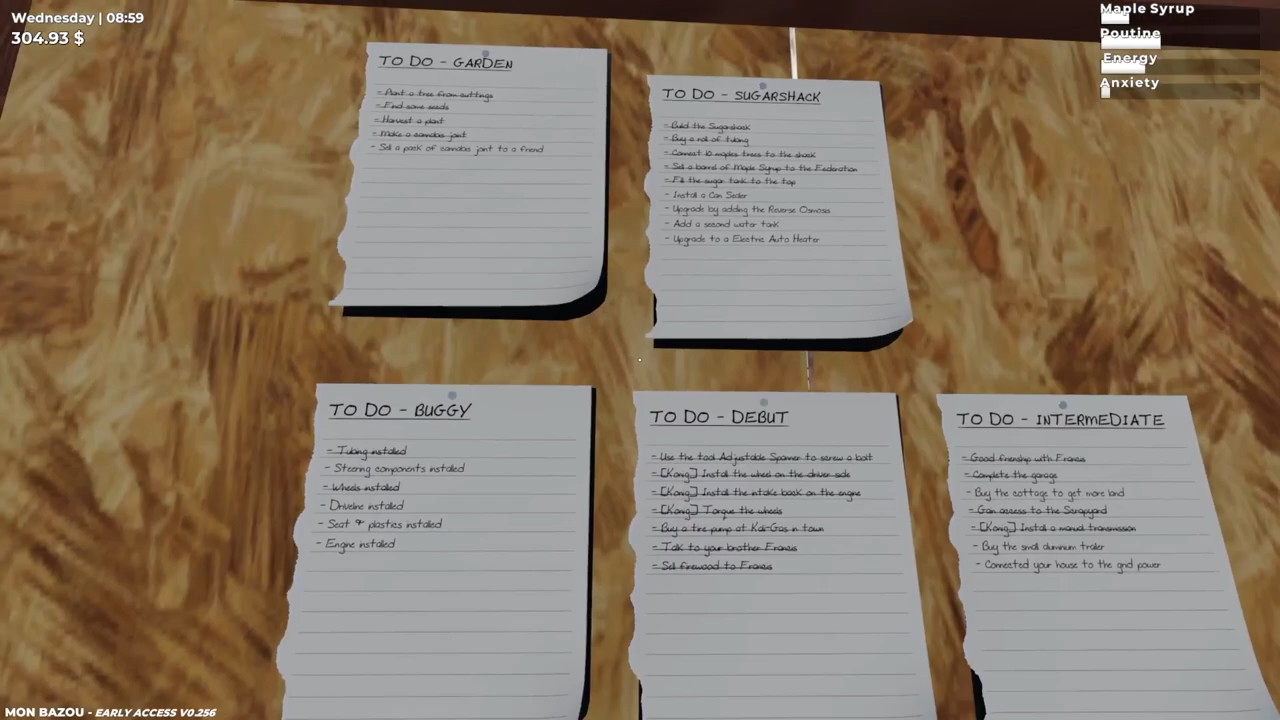 Wednesday | 08:59
304.93 $
Maple Syrup
Poutine
Energy
Anxiety
TO DO - GARDEN
- Plant a tree from cuttings
- Find some seeds
- Harvest a plant
- Make a cannabis joint
- Sell a pack of cannabis joint to a friend
TO DO - SUGARSHACK
- Build the Sugarshack
- Buy a roll of tubing
- Connect 10 maples trees to the shack
- Sell a barrel of Maple Syrup to the Federation
- Fill the sugar tank to the top
- Install a Can Sealer
- Upgrade by adding the Reverse Osmosis
- Add a second water tank
- Upgrade to a Electric Auto Heater
TO DO - BUGGY
- Tubing installed
- Steering components installed
- Wheels installed
- Driveline installed
- Seat & plastics installed
- Engine installed
TO DO - DEBUT
- Use the tool Adjustable Spanner to screw a bolt
- [Konig] Install the wheel on the driver side
- [Konig] Install the intake back on the engine
- [Konig] Torque the wheels
- Buy a tire pump at Kali-Gas in town
- Talk to your brother Francis
- Sell firewood to Francis
TO DO - INTERMEDIATE
- Good frienship with Francis
- Complete the garage
- Buy the cottage to get more land
- Gain access to the Scrapyard
- [Konig] Install a manual transmission
- Buy the small aluminum trailer
- Connected your house to the grid power
MON BAZOU - EARLY ACCESS V0.256